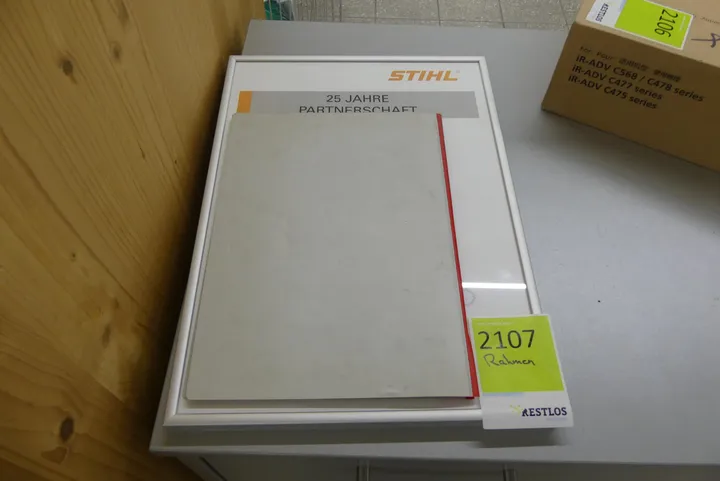 STIHL
25 JAHRE
PARTNERSCHAFT
2107
Rahmen
RESTLOS
RESTLOS
2106
iR-ADV C568 / C478 series
iR-ADV C477 series
iR-ADV C475 series